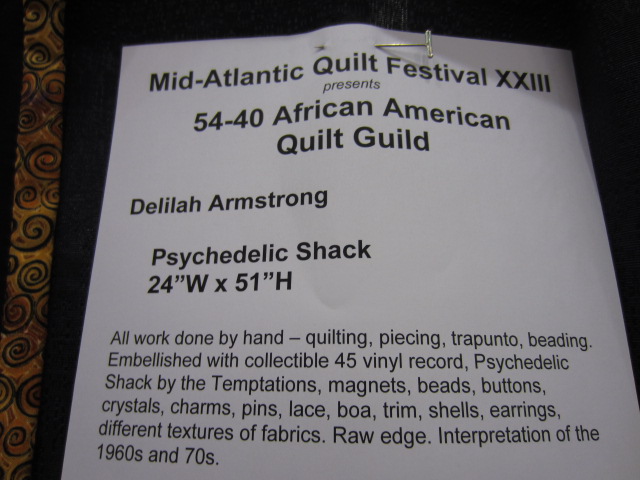 Mid-Atlantic Quilt Festival XXIII
presents
54-40 African American
Quilt Guild
Delilah Armstrong
Psychedelic Shack
24"W x 51"H
All work done by hand – quilting, piecing, trapunto, beading.
Embellished with collectible 45 vinyl record, Psychedelic
Shack by the Temptations, magnets, beads, buttons,
crystals, charms, pins, lace, boa, trim, shells, earrings,
different textures of fabrics. Raw edge. Interpretation of the
1960s and 70s.